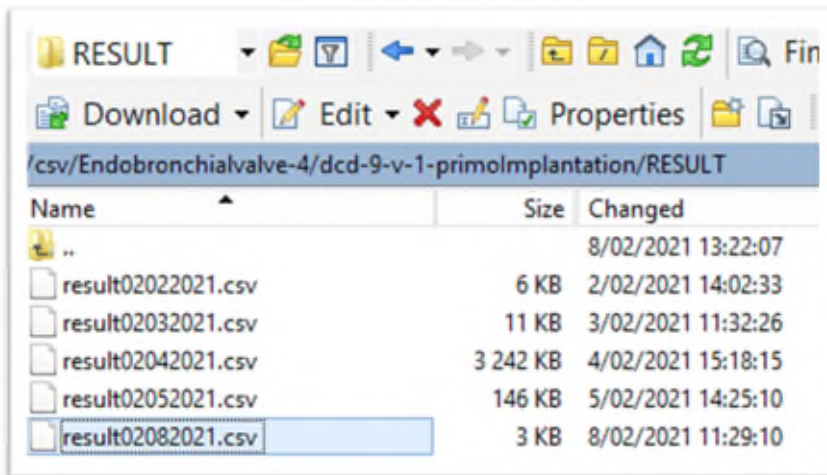 RESULT Fin
Download Edit Properties
/csv/Endobronchialvalve-4/dcd-9-v-1-primoImplantation/RESULT
Name Size Changed
.. 8/02/2021 13:22:07
result02022021.csv 6 KB 2/02/2021 14:02:33
result02032021.csv 11 KB 3/02/2021 11:32:26
result02042021.csv 3 242 KB 4/02/2021 15:18:15
result02052021.csv 146 KB 5/02/2021 14:25:10
result02082021.csv 3 KB 8/02/2021 11:29:10